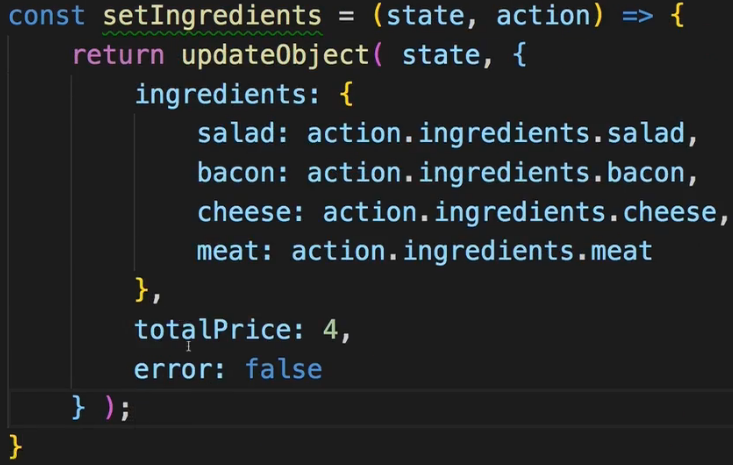 const setIngredients = (state, action) => {
    return updateObject( state, {
        ingredients: {
            salad: action.ingredients.salad,
            bacon: action.ingredients.bacon,
            cheese: action.ingredients.cheese,
            meat: action.ingredients.meat
        },
        totalPrice: 4,
        error: false
    } );
}